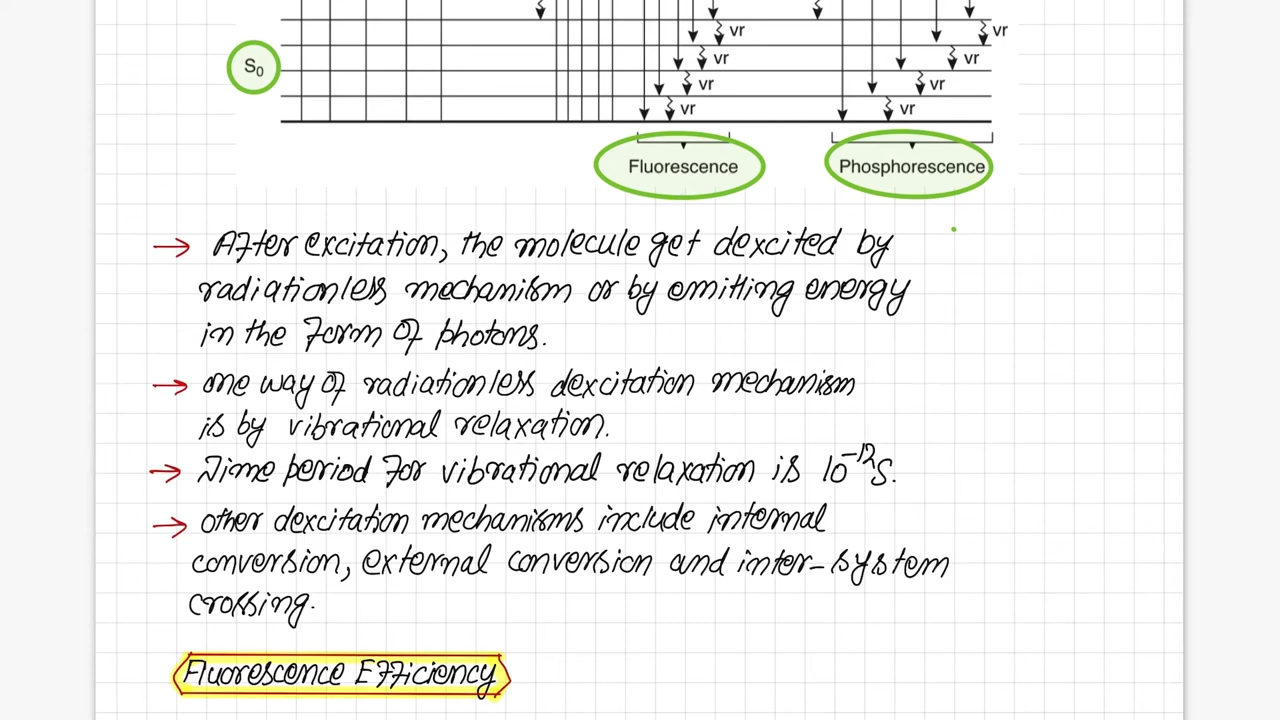 vr
vr
S0
vr
vr
vr
vr
vr
vr
Fluorescence
Phosphorescence
→ After excitation, the molecule get dexcited by
radiationless mechanism or by emitting energy
in the form of photons.
→ one way of radiationless dexcitation mechanism
is by vibrational relaxation.
→ Time period for vibrational relaxation is 10⁻¹²s.
→ other dexcitation mechanisms include internal
conversion, external conversion and inter-system
crossing.
Fluorescence Efficiency